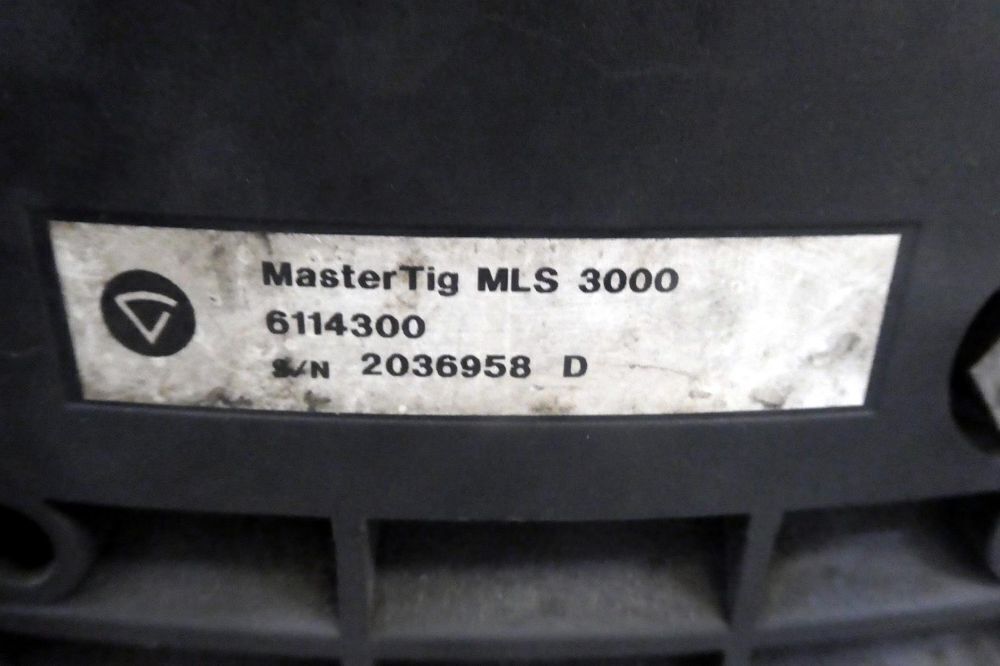 MasterTig MLS 3000
6114300
S/N 2036958 D